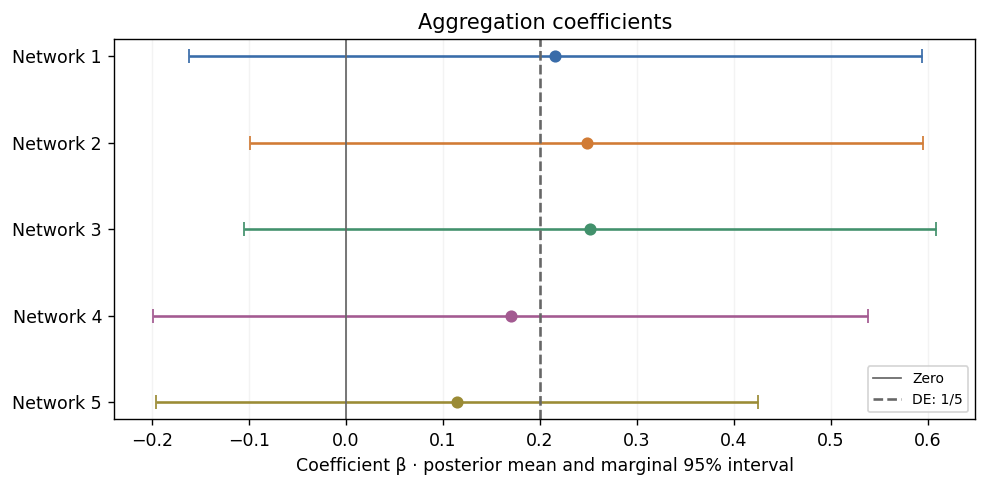 Aggregation coefficients
Network 1
Network 2
Network 3
Network 4
Network 5
Zero
DE: 1/5
−0.2 −0.1 0.0 0.1 0.2 0.3 0.4 0.5 0.6
Coefficient β · posterior mean and marginal 95% interval